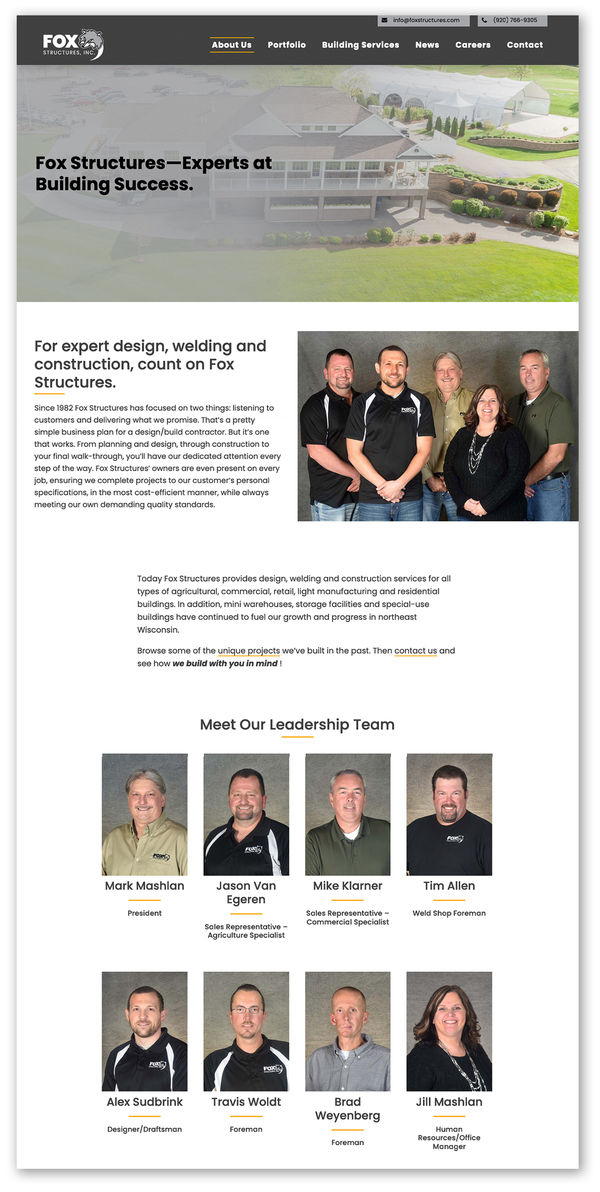 info@foxstructures.com (920) 766-9305
FOX
STRUCTURES, INC.
About Us Portfolio Building Services News Careers Contact
Fox Structures—Experts at
Building Success.
For expert design, welding and
construction, count on Fox
Structures.
Since 1982 Fox Structures has focused on two things: listening to
customers and delivering what we promise. That's a pretty
simple business plan for a design/build contractor. But it's one
that works. From planning and design, through construction to
your final walk-through, you'll have our dedicated attention every
step of the way. Fox Structures' owners are even present on every
job, ensuring we complete projects to our customer's personal
specifications, in the most cost-efficient manner, while always
meeting our own demanding quality standards.
Today Fox Structures provides design, welding and construction services for all
types of agricultural, commercial, retail, light manufacturing and residential
buildings. In addition, mini warehouses, storage facilities and special-use
buildings have continued to fuel our growth and progress in northeast
Wisconsin.
Browse some of the unique projects we've built in the past. Then contact us and
see how we build with you in mind !
Meet Our Leadership Team
FOX
FOX
FOX
Mark Mashlan
President
Jason Van
Egeren
Sales Representative –
Agriculture Specialist
Mike Klarner
Sales Representative –
Commercial Specialist
Tim Allen
Weld Shop Foreman
FOX
FOX
Alex Sudbrink
Designer/Draftsman
Travis Woldt
Foreman
Brad
Weyenberg
Foreman
Jill Mashlan
Human
Resources/Office
Manager